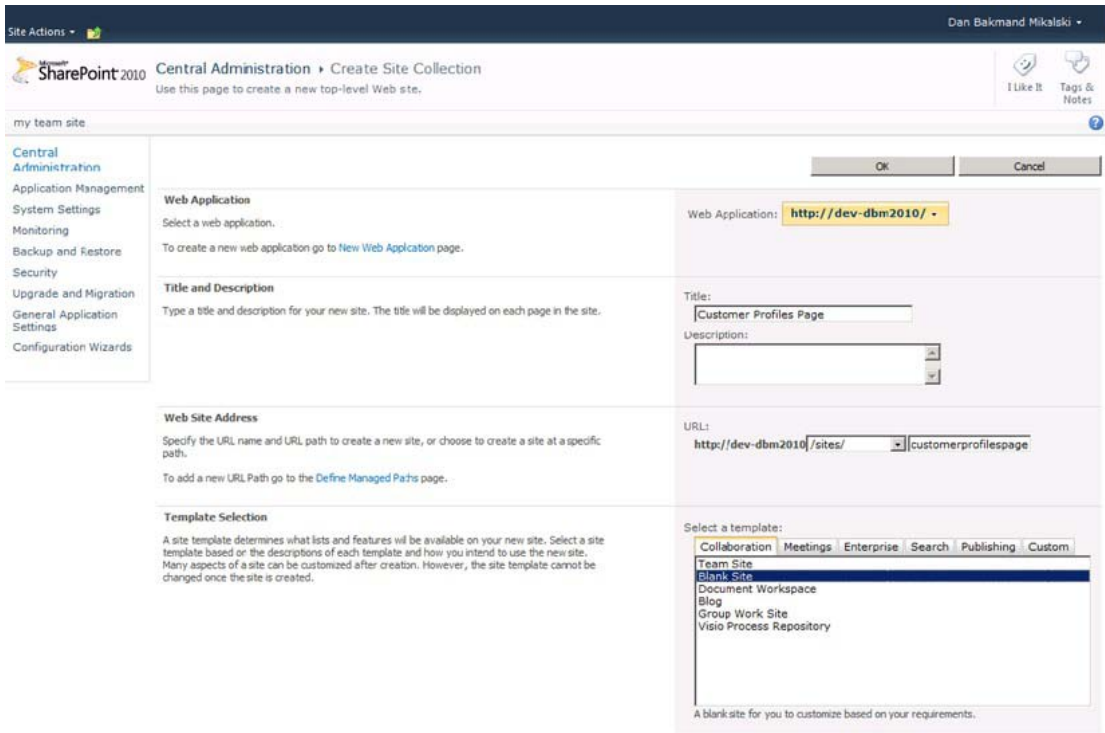 Dan Bakmand Mikalski
Site Actions
Microsoft
SharePoint 2010
Central Administration
Create Site Collection
Use this page to create a new top-level Web site.
I Like It
Tags &
Notes
my team site
Central
Administration
Application Management
System Settings
Monitoring
Backup and Restore
Security
Upgrade and Migration
General Application
Settings
Configuration Wizards
OK
Cancel
Web Application
Select a web application.
To create a new web application go to New Web Application page.
Web Application: http://dev-dbm2010/
Title and Description
Type a title and description for your new site. The title will be displayed on each page in the site.
Title:
Customer Profiles Page
Description:
Web Site Address
Specify the URL name and URL path to create a new site, or choose to create a site at a specific
path.
To add a new URL Path go to the Define Managed Paths page.
URL:
http://dev-dbm2010 /sites/ customerprofilespage
Template Selection
A site template determines what lists and features will be available on your new site. Select a site
template based on the descriptions of each template and how you intend to use the new site.
Many aspects of a site can be customized after creation. However, the site template cannot be
changed once the site is created.
Select a template:
Collaboration Meetings Enterprise Search Publishing Custom
Team Site
Blank Site
Document Workspace
Blog
Group Work Site
Visio Process Repository
A blank site for you to customize based on your requirements.